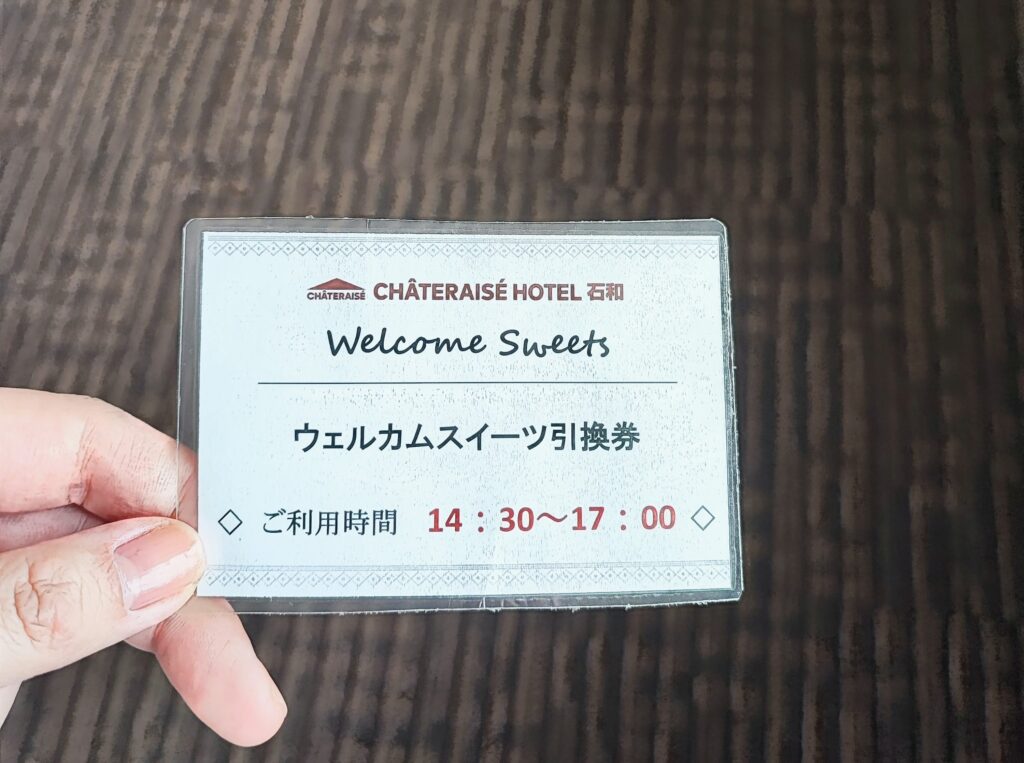 CHÂTERAISÉ CHÂTERAISÉ HOTEL 石和
Welcome Sweets
ウェルカムスイーツ引換券
◇ ご利用時間 14：30～17：00 ◇